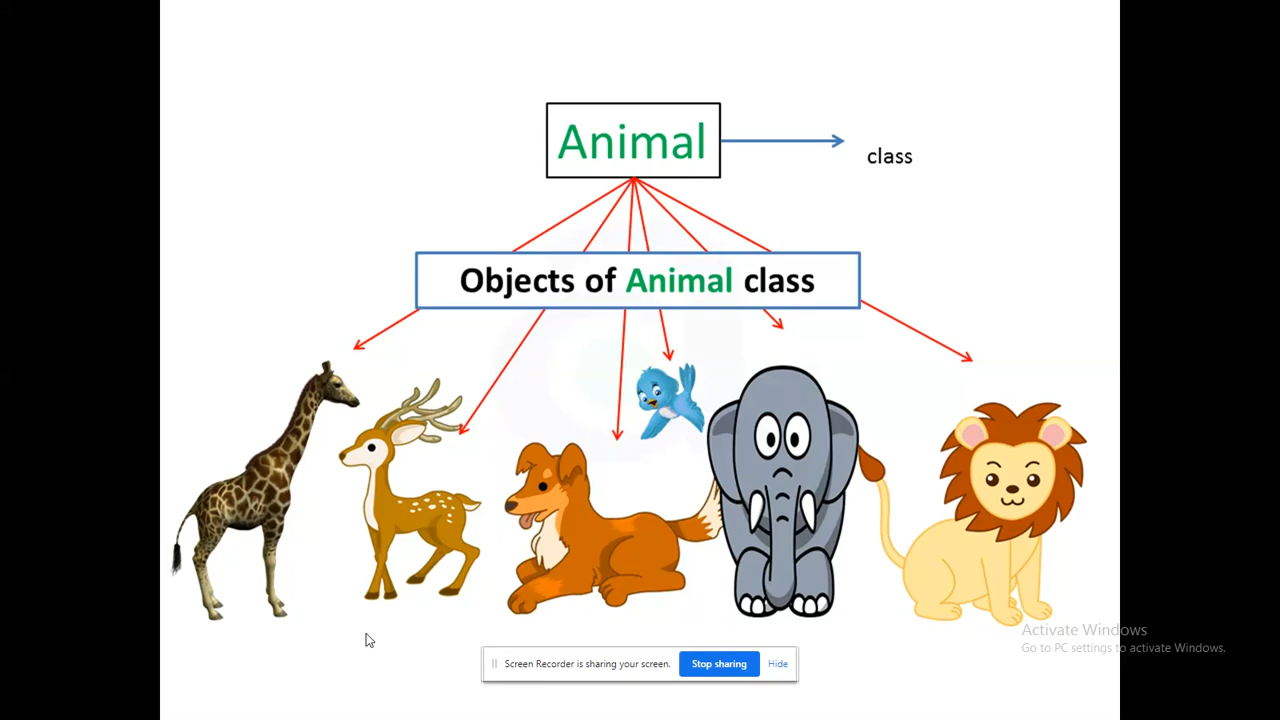 Animal
class
Objects of Animal class
Activate Windows
Go to PC settings to activate Windows.
Screen Recorder is sharing your screen.
Stop sharing
Hide